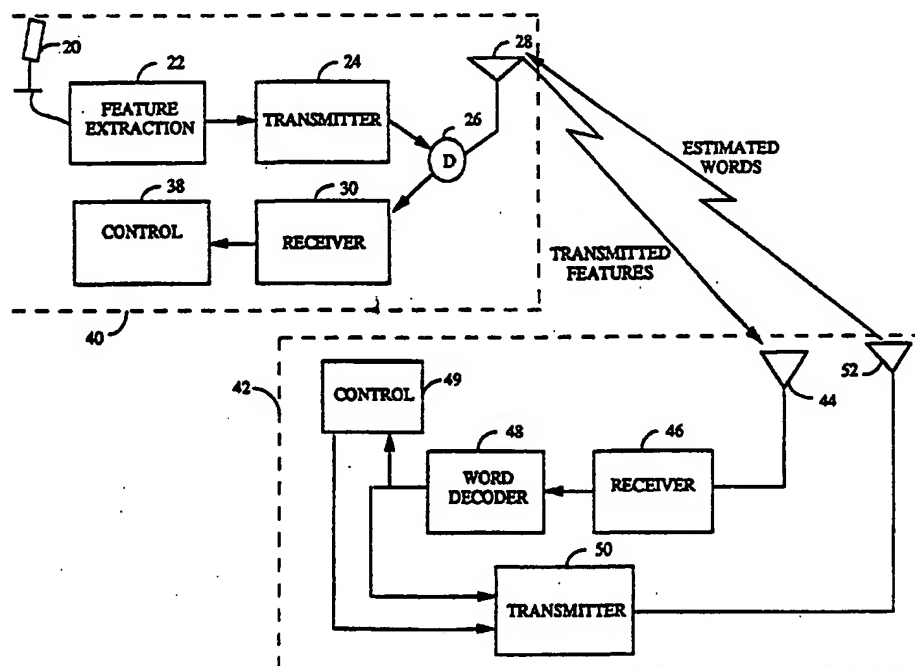 20
22
24
28
FEATURE
EXTRACTION
TRANSMITTER
26
D
ESTIMATED
WORDS
38
30
CONTROL
RECEIVER
TRANSMITTED
FEATURES
40
42
CONTROL
49
44
52
48
46
WORD
DECODER
RECEIVER
50
TRANSMITTER